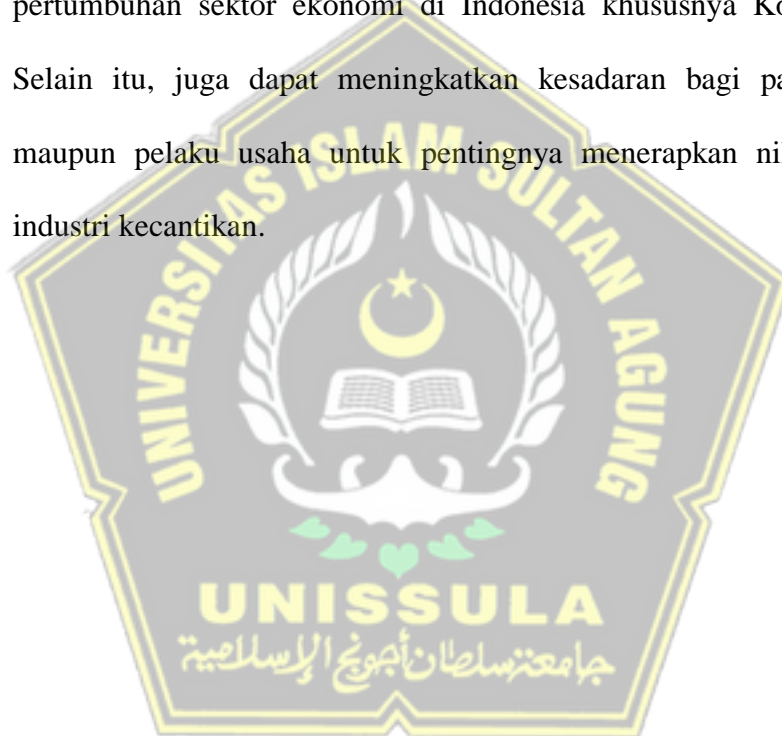 pertumbuhan sektor ekonomi di Indonesia khususnya
Selain itu, juga dapat meningkatkan kesadaran bagi
maupun pelaku usaha untuk pentingnya menerapkan
industri kecantikan.
UNIVERSITAS ISLAM SULTAN AGUNG
UNISSULA
جامعة سلطان أجونج الإسلامية